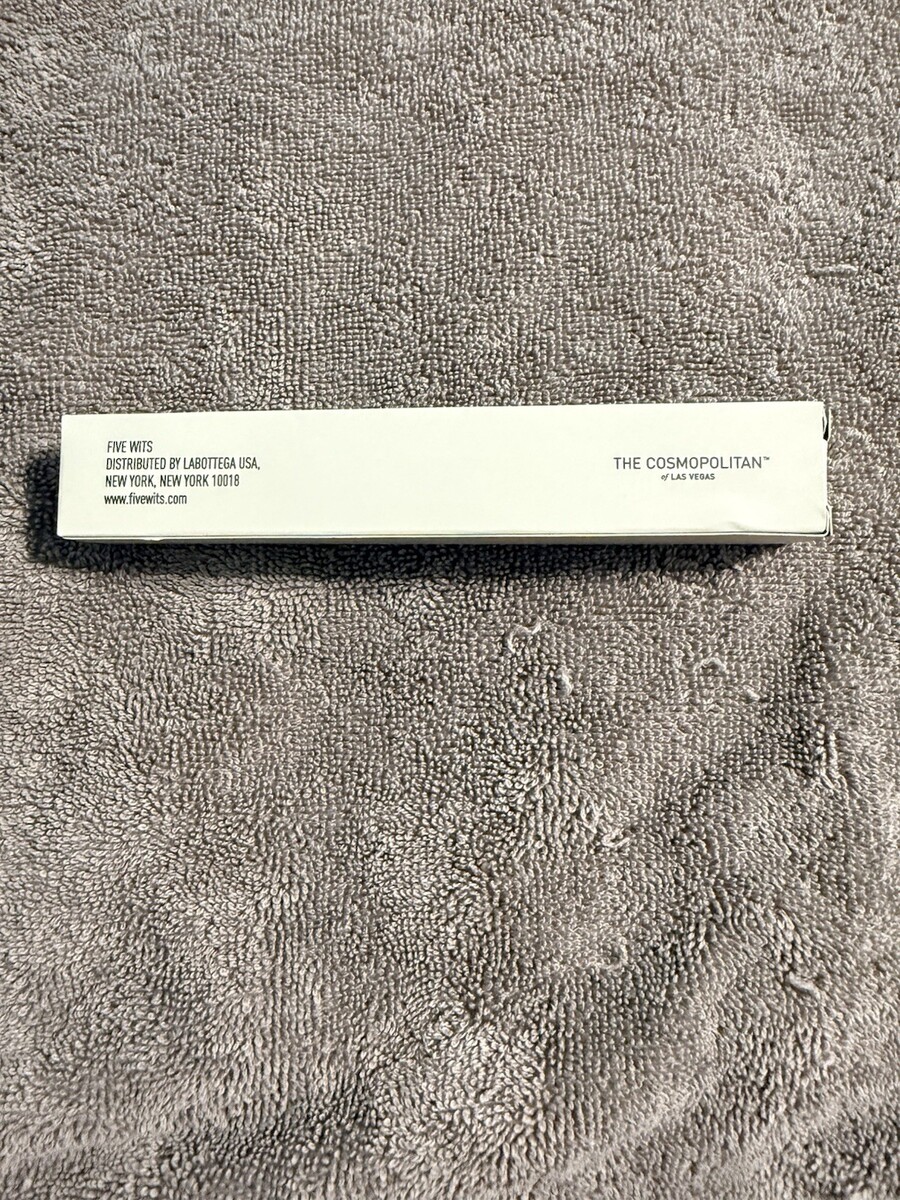 FIVE WITS
DISTRIBUTED BY LABOTTEGA USA,
NEW YORK, NEW YORK 10018
www.fivewits.com
THE COSMOPOLITAN™
of LAS VEGAS